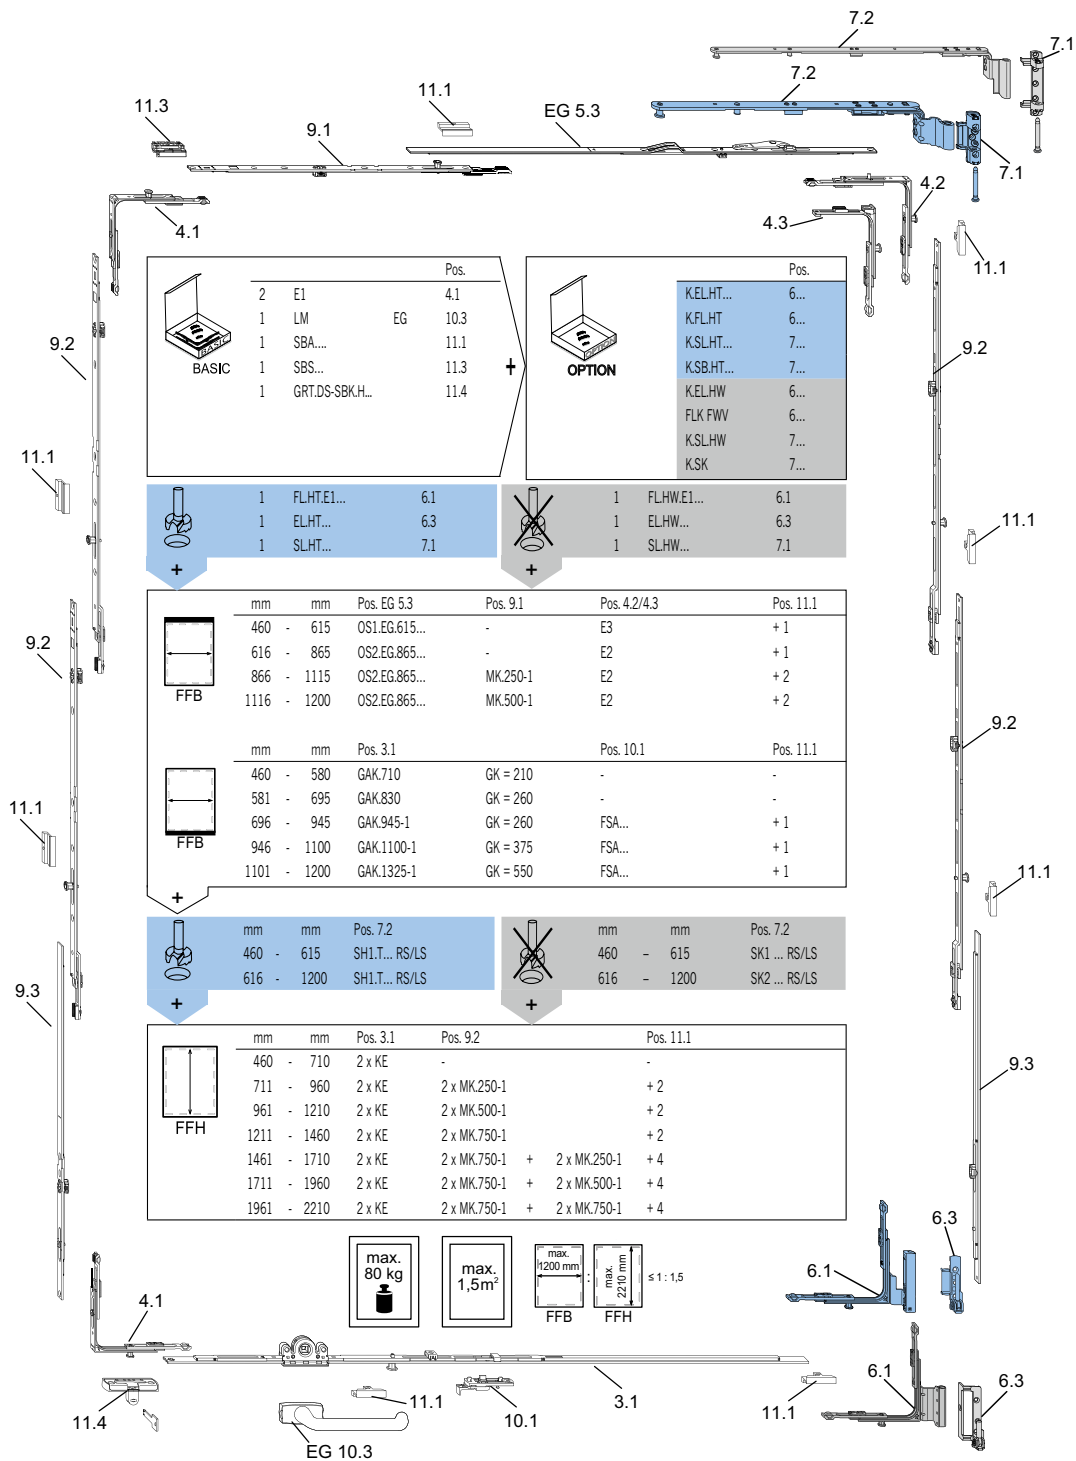 7.2
7.1
7.2
11.1
EG 5.3
11.3
9.1
7.1
4.2
4.1
4.3
11.1
Pos.
2 E1 4.1
1 LM EG 10.3
1 SBA.... 11.1
1 SBS... 11.3
1 GRT.DS-SBK.H... 11.4
BASIC
BASIC
+
Pos.
K.EL.HT... 6...
K.FL.HT 6...
K.SL.HT... 7...
K.SB.HT... 7...
K.EL.HW 6...
FLK FWV 6...
K.SL.HW 7...
K.SK 7...
OPTION
OPTION
9.2
9.2
11.1
11.1
1 FL.HT.E1... 6.1
1 EL.HT... 6.3
1 SL.HT... 7.1
+
1 FL.HW.E1... 6.1
1 EL.HW... 6.3
1 SL.HW... 7.1
+
mm mm Pos. EG 5.3 Pos. 9.1 Pos. 4.2/4.3 Pos. 11.1
460 - 615 OS1.EG.615... - E3 + 1
616 - 865 OS2.EG.865... - E2 + 1
866 - 1115 OS2.EG.865... MK.250-1 E2 + 2
1116 - 1200 OS2.EG.865... MK.500-1 E2 + 2
FFB
9.2
9.2
mm mm Pos. 3.1 Pos. 10.1 Pos. 11.1
460 - 580 GAK.710 GK = 210 - -
581 - 695 GAK.830 GK = 260 - -
696 - 945 GAK.945-1 GK = 260 FSA... + 1
946 - 1100 GAK.1100-1 GK = 375 FSA... + 1
1101 - 1200 GAK.1325-1 GK = 550 FSA... + 1
FFB
+
11.1
11.1
mm mm Pos. 7.2
460 - 615 SH1.T... RS/LS
616 - 1200 SH1.T... RS/LS
+
mm mm Pos. 7.2
460 – 615 SK1 ... RS/LS
616 – 1200 SK2 ... RS/LS
+
9.3
9.3
mm mm Pos. 3.1 Pos. 9.2 Pos. 11.1
460 - 710 2 x KE - -
711 - 960 2 x KE 2 x MK.250-1 + 2
961 - 1210 2 x KE 2 x MK.500-1 + 2
1211 - 1460 2 x KE 2 x MK.750-1 + 2
1461 - 1710 2 x KE 2 x MK.750-1 + 2 x MK.250-1 + 4
1711 - 1960 2 x KE 2 x MK.750-1 + 2 x MK.500-1 + 4
1961 - 2210 2 x KE 2 x MK.750-1 + 2 x MK.750-1 + 4
FFH
max.
80 kg
max.
1,5m²
max.
1200 mm
FFB
:
max.
2210 mm
FFH
≤ 1 : 1,5
6.3
6.1
4.1
11.4
11.1
EG 10.3
10.1
3.1
11.1
6.1
6.3